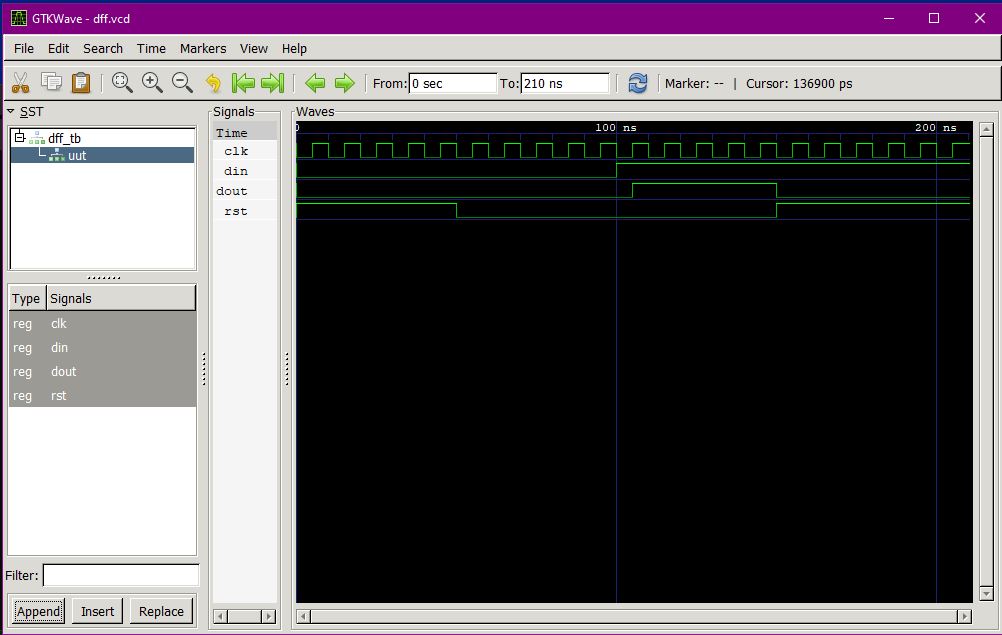 GTKWave - dff.vcd
File Edit Search Time Markers View Help
From: 0 sec To: 210 ns Marker: -- | Cursor: 136900 ps
SST
dff_tb
uut
Type Signals
reg clk
reg din
reg dout
reg rst
Filter:
Append Insert Replace
Signals
Time
clk
din
dout
rst
Waves
0 100 ns 200 ns